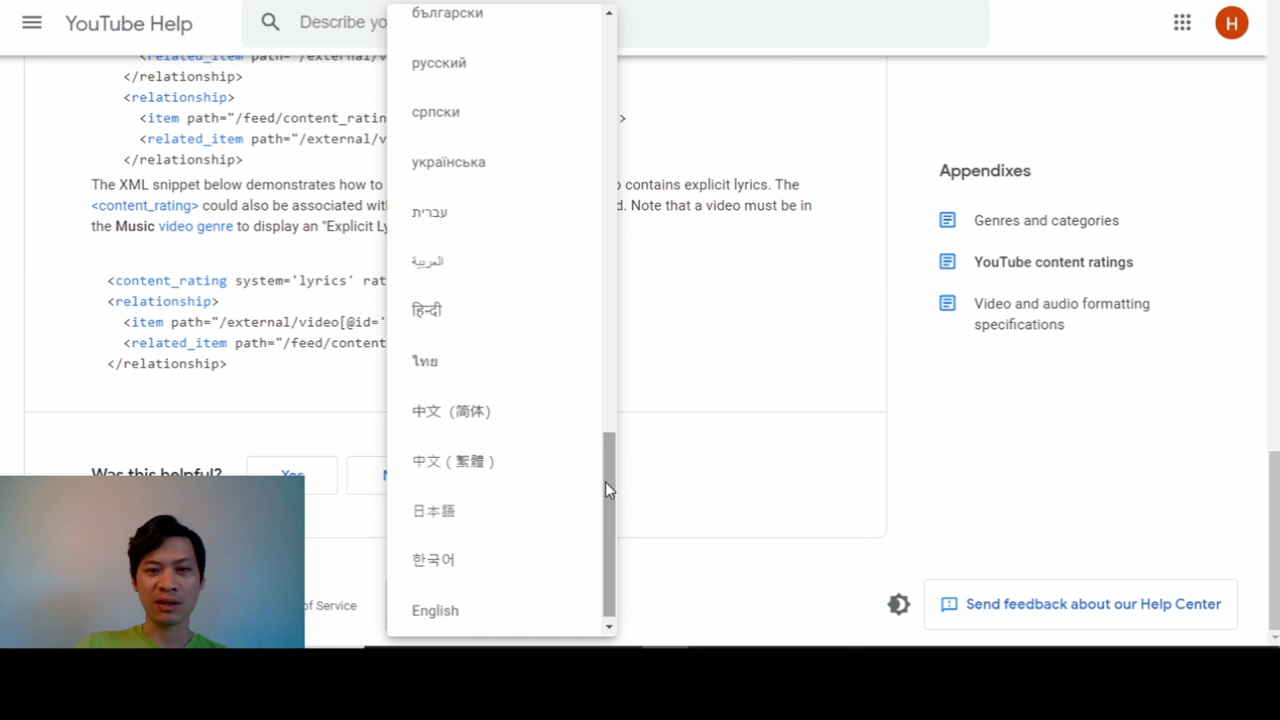 YouTube Help
Describe yo
H
<related_item path="/external/v
</relationship>
<relationship>
<item path="/feed/content_ratin
>
<related_item path="/external/v
</relationship>
The XML snippet below demonstrates how to
o contains explicit lyrics. The
<content_rating> could also be associated wit
d. Note that a video must be in
the Music video genre to display an "Explicit Ly
<content_rating system='lyrics' rat
<relationship>
<item path="/external/video[@id='
<related_item path="/feed/content
</relationship>
Was this helpful?
Yes
N
of Service
български
русский
српски
українська
עברית
العربية
हिन्दी
ไทย
中文（简体）
中文（繁體）
日本語
한국어
English
Appendixes
Genres and categories
YouTube content ratings
Video and audio formatting
specifications
Send feedback about our Help Center